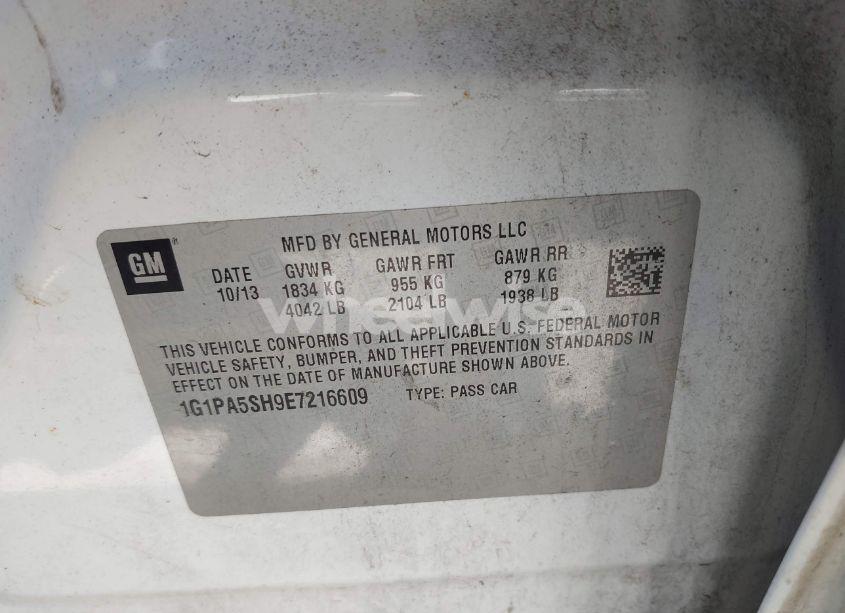 GM
MFD BY GENERAL MOTORS LLC
DATE GVWR GAWR FRT GAWR RR
10/13 1834 KG 955 KG 879 KG
4042 LB 2104 LB 1938 LB
wheelwise
THIS VEHICLE CONFORMS TO ALL APPLICABLE U.S. FEDERAL MOTOR
VEHICLE SAFETY, BUMPER, AND THEFT PREVENTION STANDARDS IN
EFFECT ON THE DATE OF MANUFACTURE SHOWN ABOVE.
1G1PA5SH9E7216609 TYPE: PASS CAR